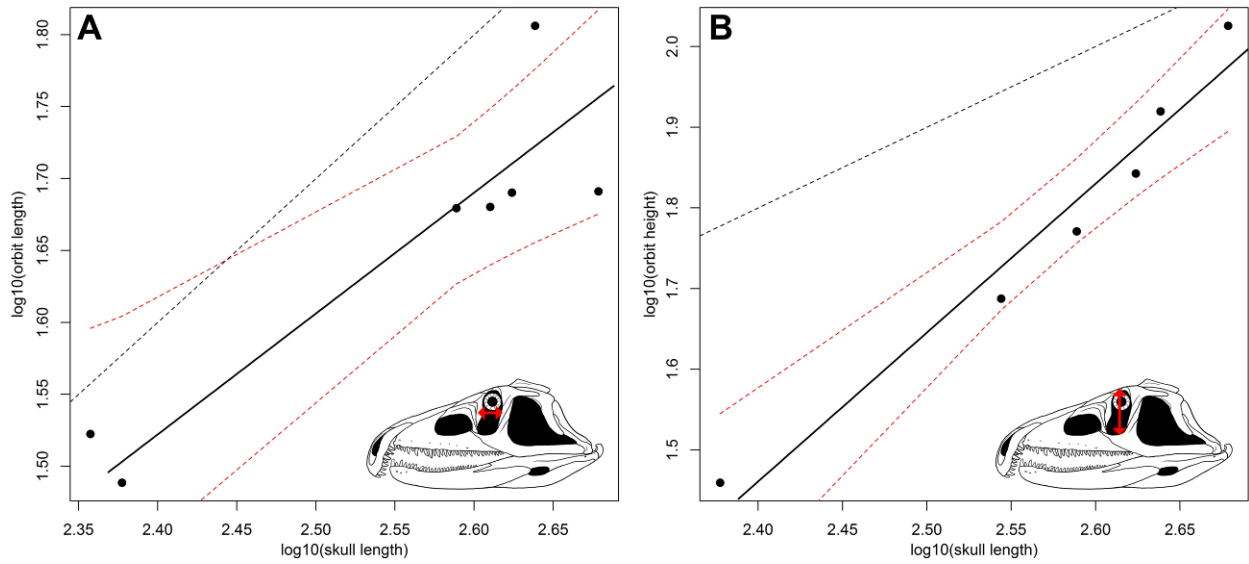 A
1.80
1.75
1.70
1.65
1.60
1.55
1.50
log10(orbit length)
2.35 2.40 2.45 2.50 2.55 2.60 2.65
log10(skull length)
B
2.0
1.9
1.8
1.7
1.6
1.5
log10(orbit height)
2.40 2.45 2.50 2.55 2.60 2.65
log10(skull length)